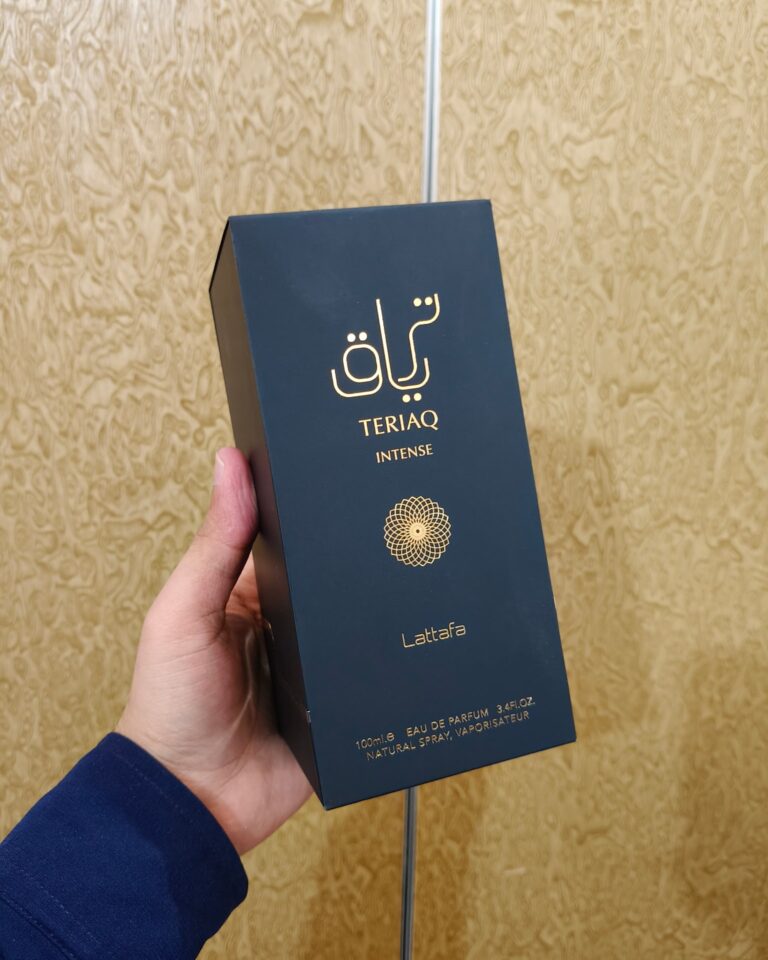 ترياق
TERIAQ
INTENSE
Lattafa
100ml.℮ EAU DE PARFUM 3.4Fl.OZ.
NATURAL SPRAY, VAPORISATEUR